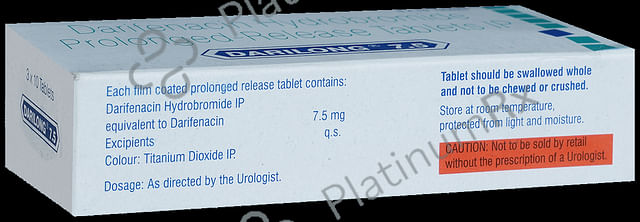 Darifenacin Hydrobromide
Prolonged Release Tablets
DARILONG® 7.5
3 x 10 Tablets
DARILONG® 7.5
Each film coated prolonged release tablet contains:
Darifenacin Hydrobromide IP
equivalent to Darifenacin 7.5 mg
Excipients q.s.
Colour: Titanium Dioxide IP.
Dosage: As directed by the Urologist.
Tablet should be swallowed whole
and not to be chewed or crushed.
Store at room temperature,
protected from light and moisture.
CAUTION: Not to be sold by retail
without the prescription of a Urologist.
PlatinumRx